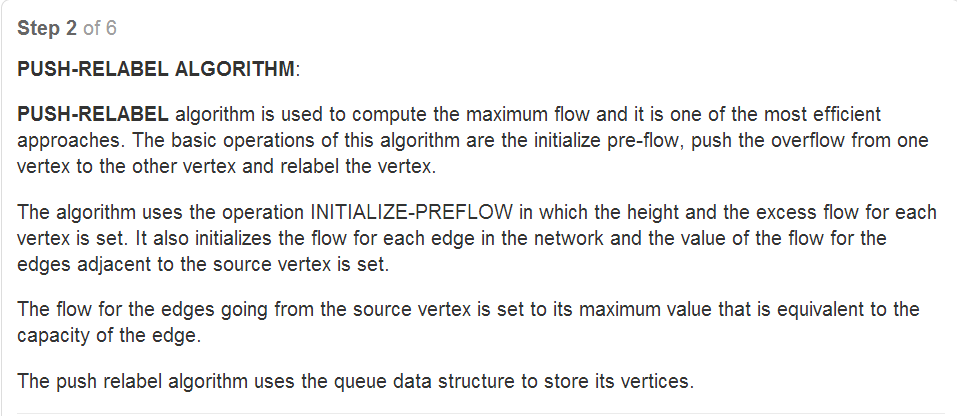 Step 2 of 6
PUSH-RELABEL ALGORITHM:
PUSH-RELABEL algorithm is used to compute the maximum flow and it is one of the most efficient
approaches. The basic operations of this algorithm are the initialize pre-flow, push the overflow from one
vertex to the other vertex and relabel the vertex.
The algorithm uses the operation INITIALIZE-PREFLOW in which the height and the excess flow for each
vertex is set. It also initializes the flow for each edge in the network and the value of the flow for the
edges adjacent to the source vertex is set.
The flow for the edges going from the source vertex is set to its maximum value that is equivalent to the
capacity of the edge.
The push relabel algorithm uses the queue data structure to store its vertices.